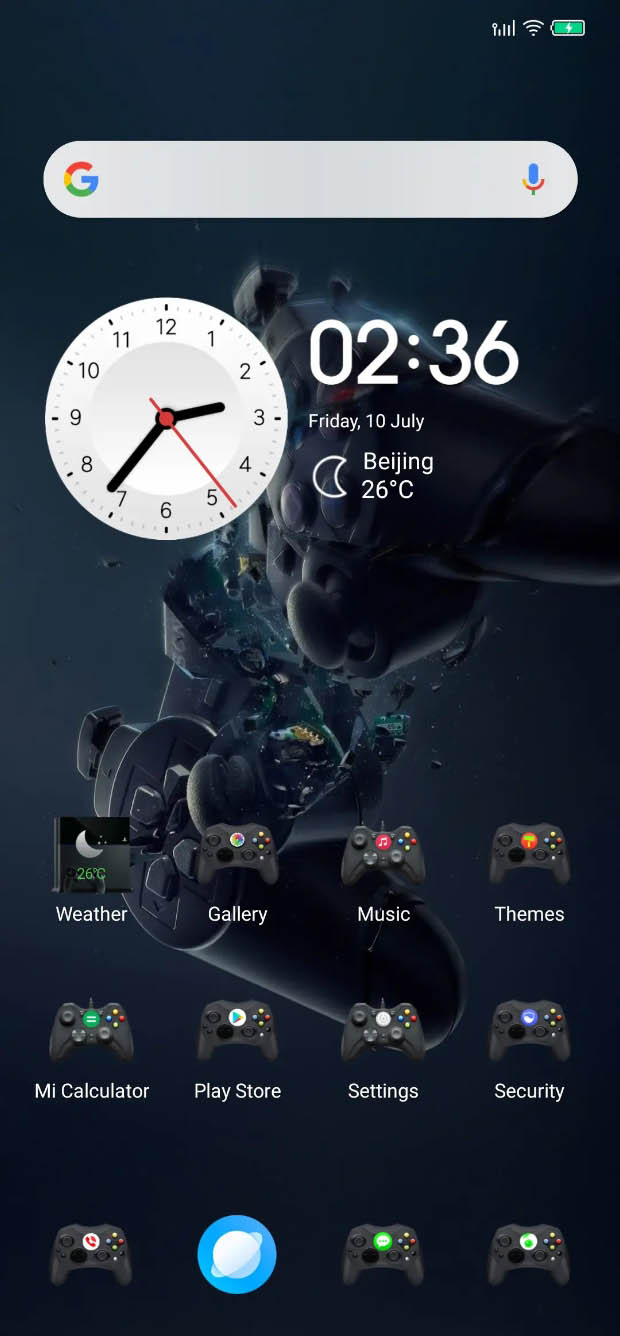 12
11 1
10 2
9 3
8 4
7 5
6
02:36
Friday, 10 July
Beijing
26°C
26°C
Weather Gallery Music Themes
Mi Calculator Play Store Settings Security